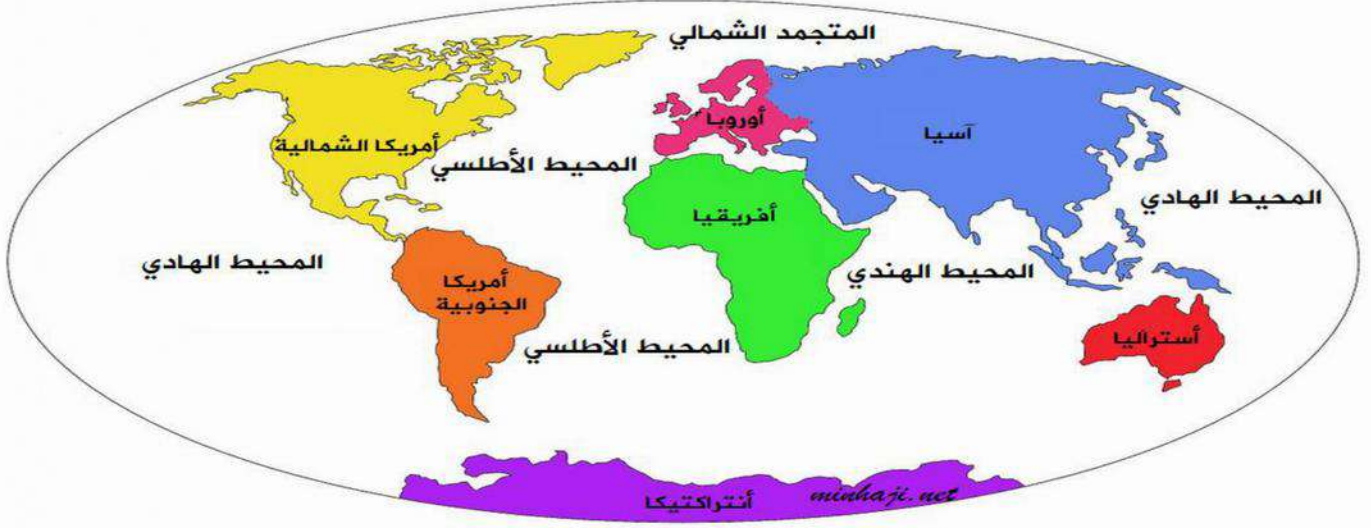 المتجمد الشمالي
أوروبا
آسيا
أمريكا الشمالية
المحيط الأطلسي
المحيط الهادي
أفريقيا
المحيط الهادي
المحيط الهندي
أمريكا
الجنوبية
المحيط الأطلسي
أستراليا
أنتراكتيكا
minhaji.net